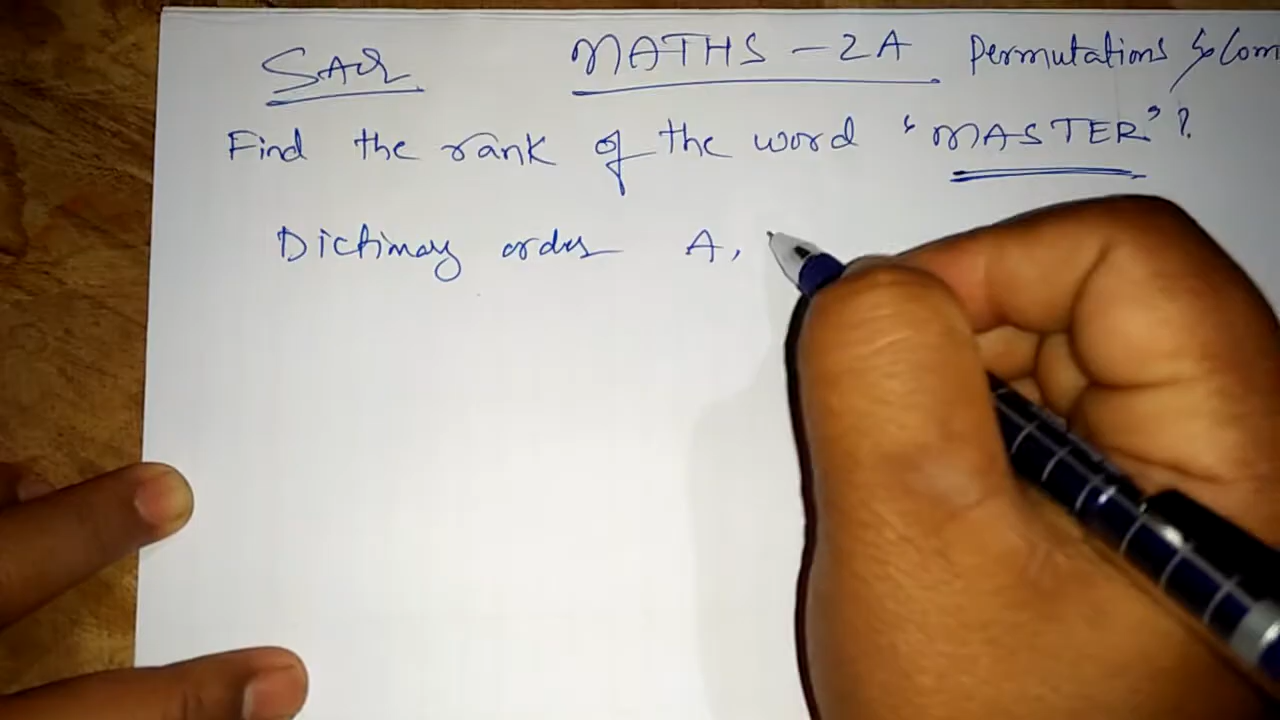 SAQ MATHS - 2A Permutations & Com
Find the rank of the word 'MASTER'?
Dictionary order A,